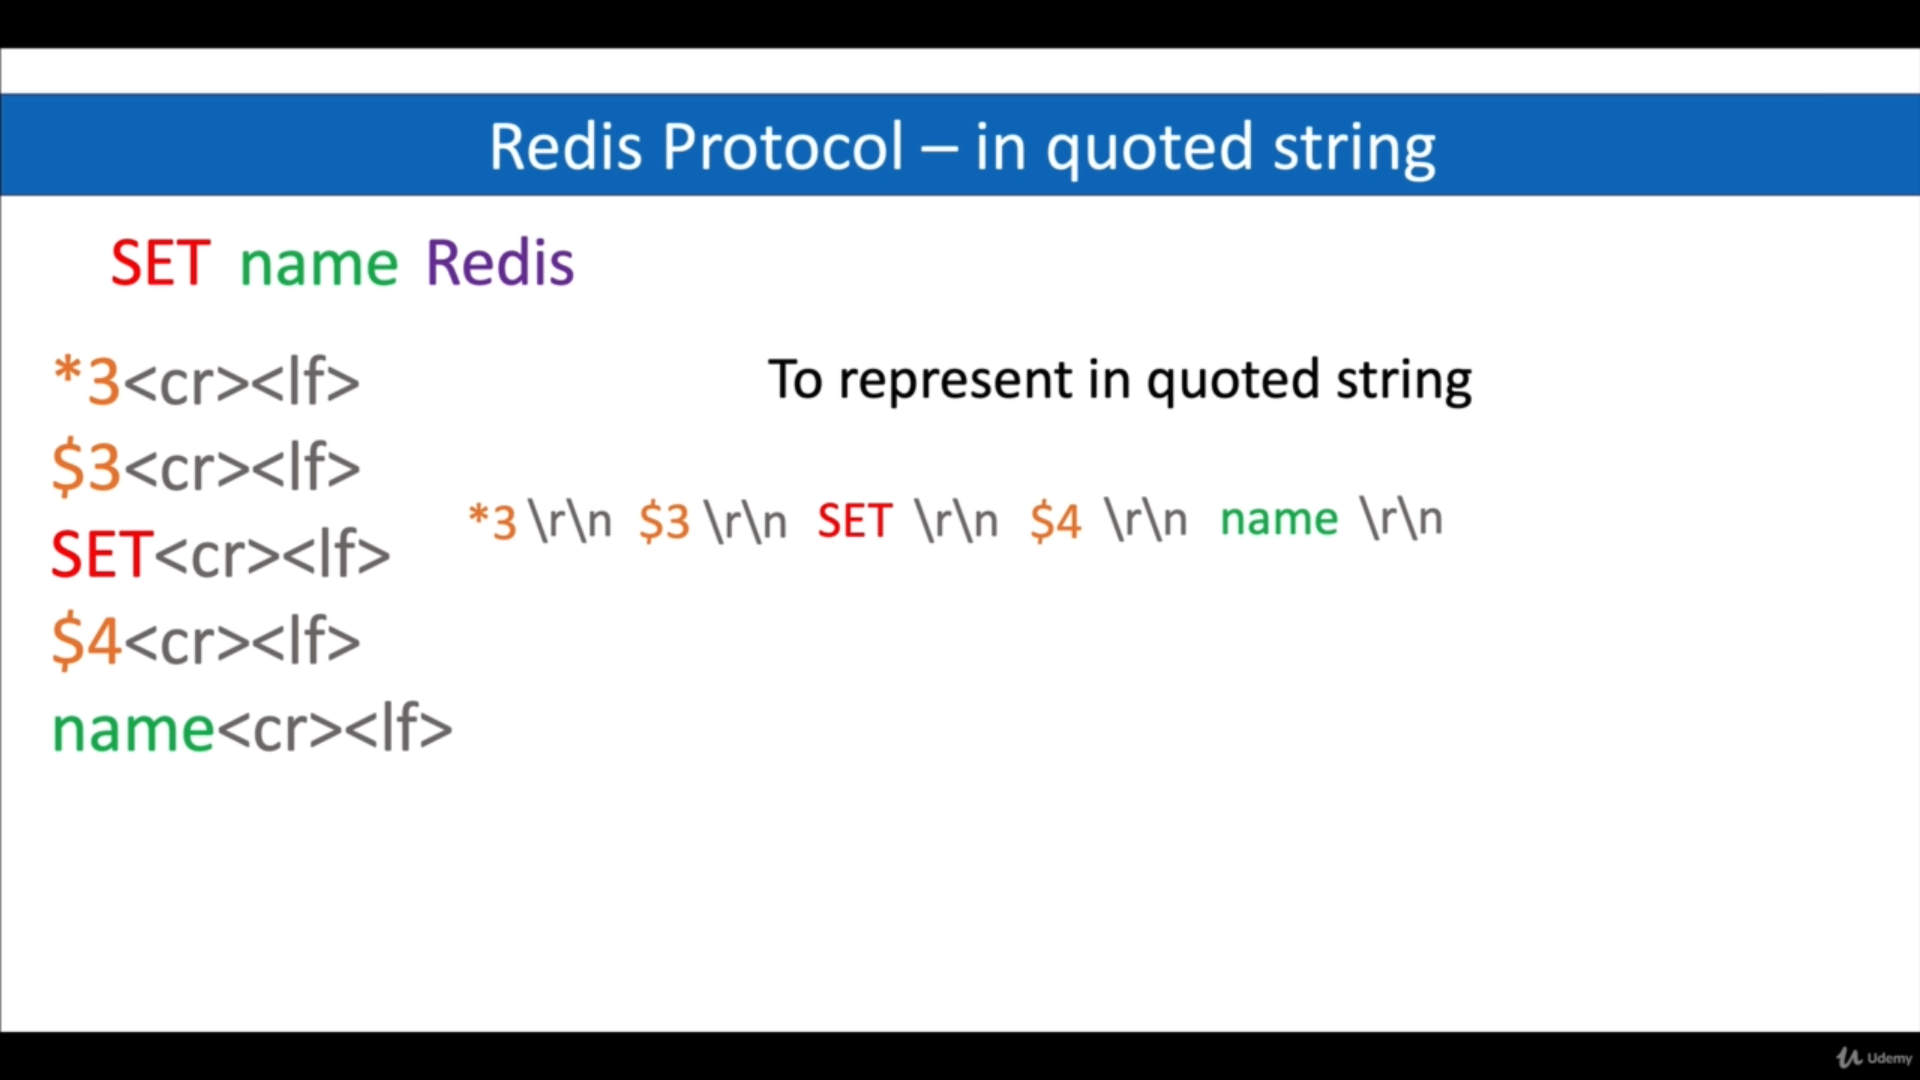 Redis Protocol – in quoted string
SET name Redis
*3<cr><lf>
$3<cr><lf>
SET<cr><lf>
$4<cr><lf>
name<cr><lf>
To represent in quoted string
*3 \r\n $3 \r\n SET \r\n $4 \r\n name \r\n
Udemy